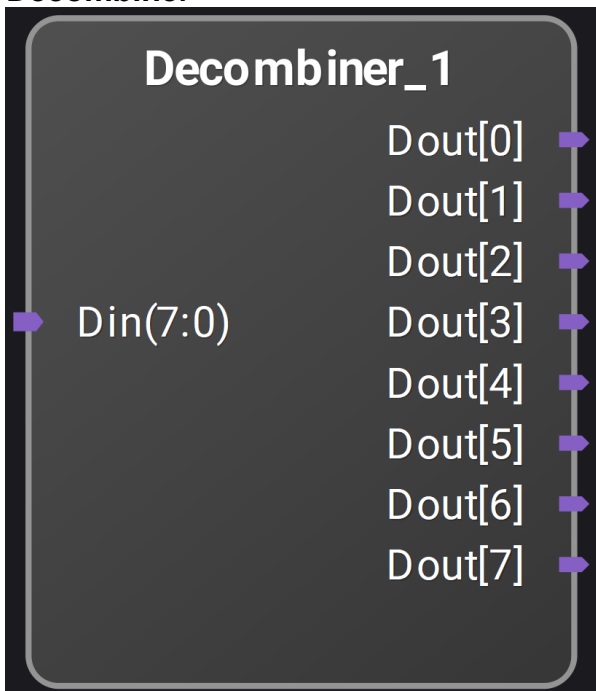 Decombiner
Decombiner_1
Dout[0]
Dout[1]
Dout[2]
Din(7:0) Dout[3]
Dout[4]
Dout[5]
Dout[6]
Dout[7]